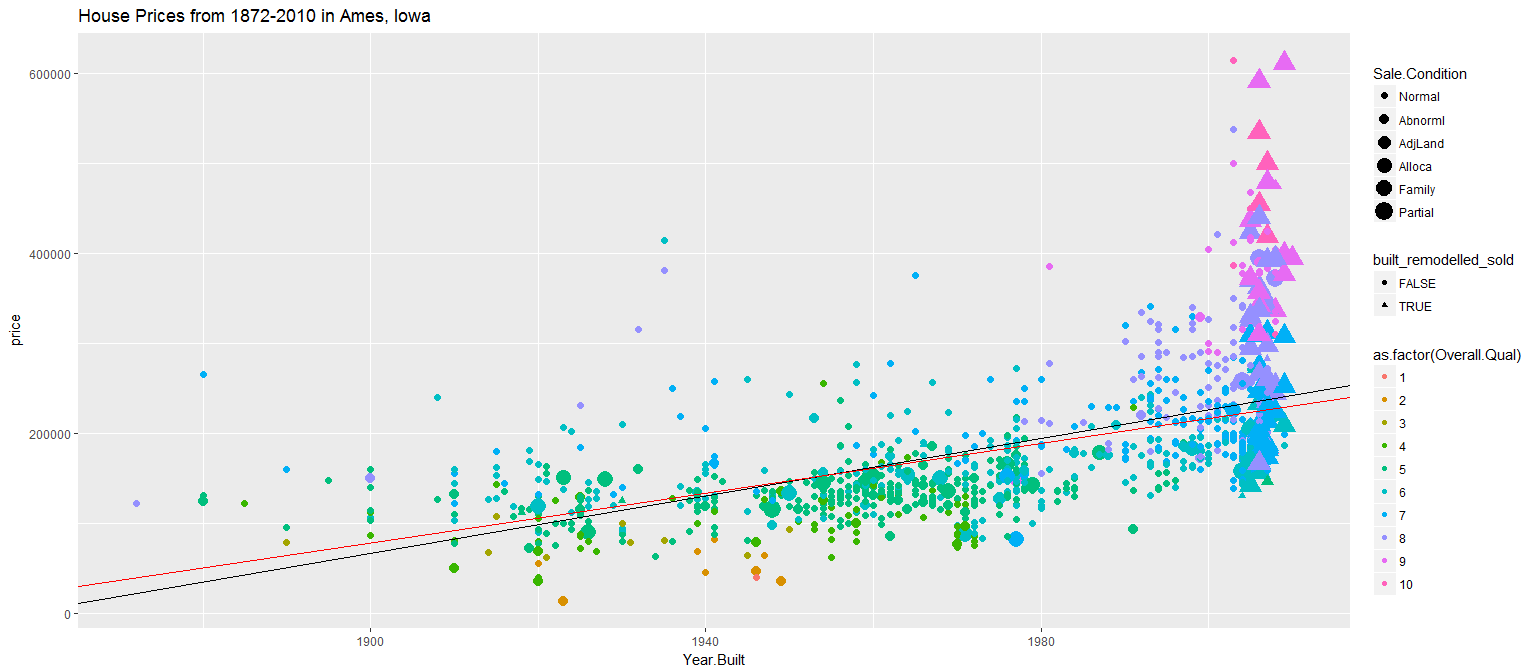 House Prices from 1872-2010 in Ames, Iowa
600000
400000
200000
0
price
1900
1940
1980
Year.Built
Sale.Condition
Normal
Abnorml
AdjLand
Alloca
Family
Partial
built_remodelled_sold
FALSE
TRUE
as.factor(Overall.Qual)
1
2
3
4
5
6
7
8
9
10